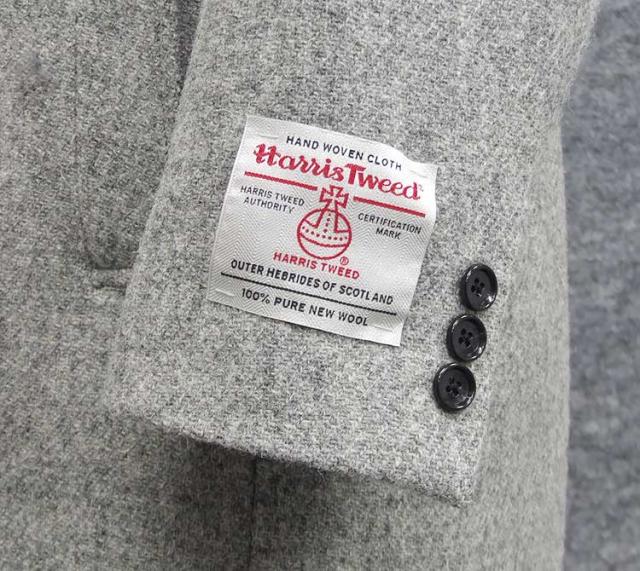 HAND WOVEN CLOTH
Harris Tweed
HARRIS TWEED
AUTHORITY
CERTIFICATION
MARK
®
HARRIS TWEED
OUTER HEBRIDES OF SCOTLAND
100% PURE NEW WOOL